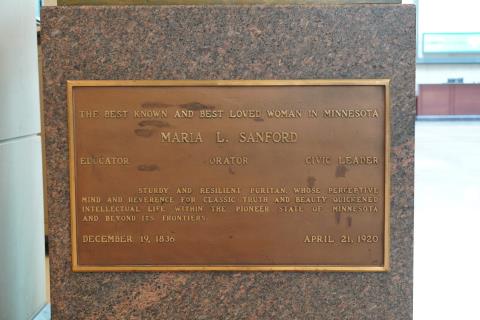 THE BEST KNOWN AND BEST LOVED WOMAN IN MINNESOTA
MARIA L. SANFORD
EDUCATOR ORATOR CIVIC LEADER
STURDY AND RESILIENT PURITAN, WHOSE PERCEPTIVE
MIND AND REVERENCE FOR CLASSIC TRUTH AND BEAUTY QUICKENED
INTELLECTUAL LIFE WITHIN THE PIONEER STATE OF MINNESOTA
AND BEYOND ITS FRONTIERS.
DECEMBER 19, 1836 APRIL 21, 1920